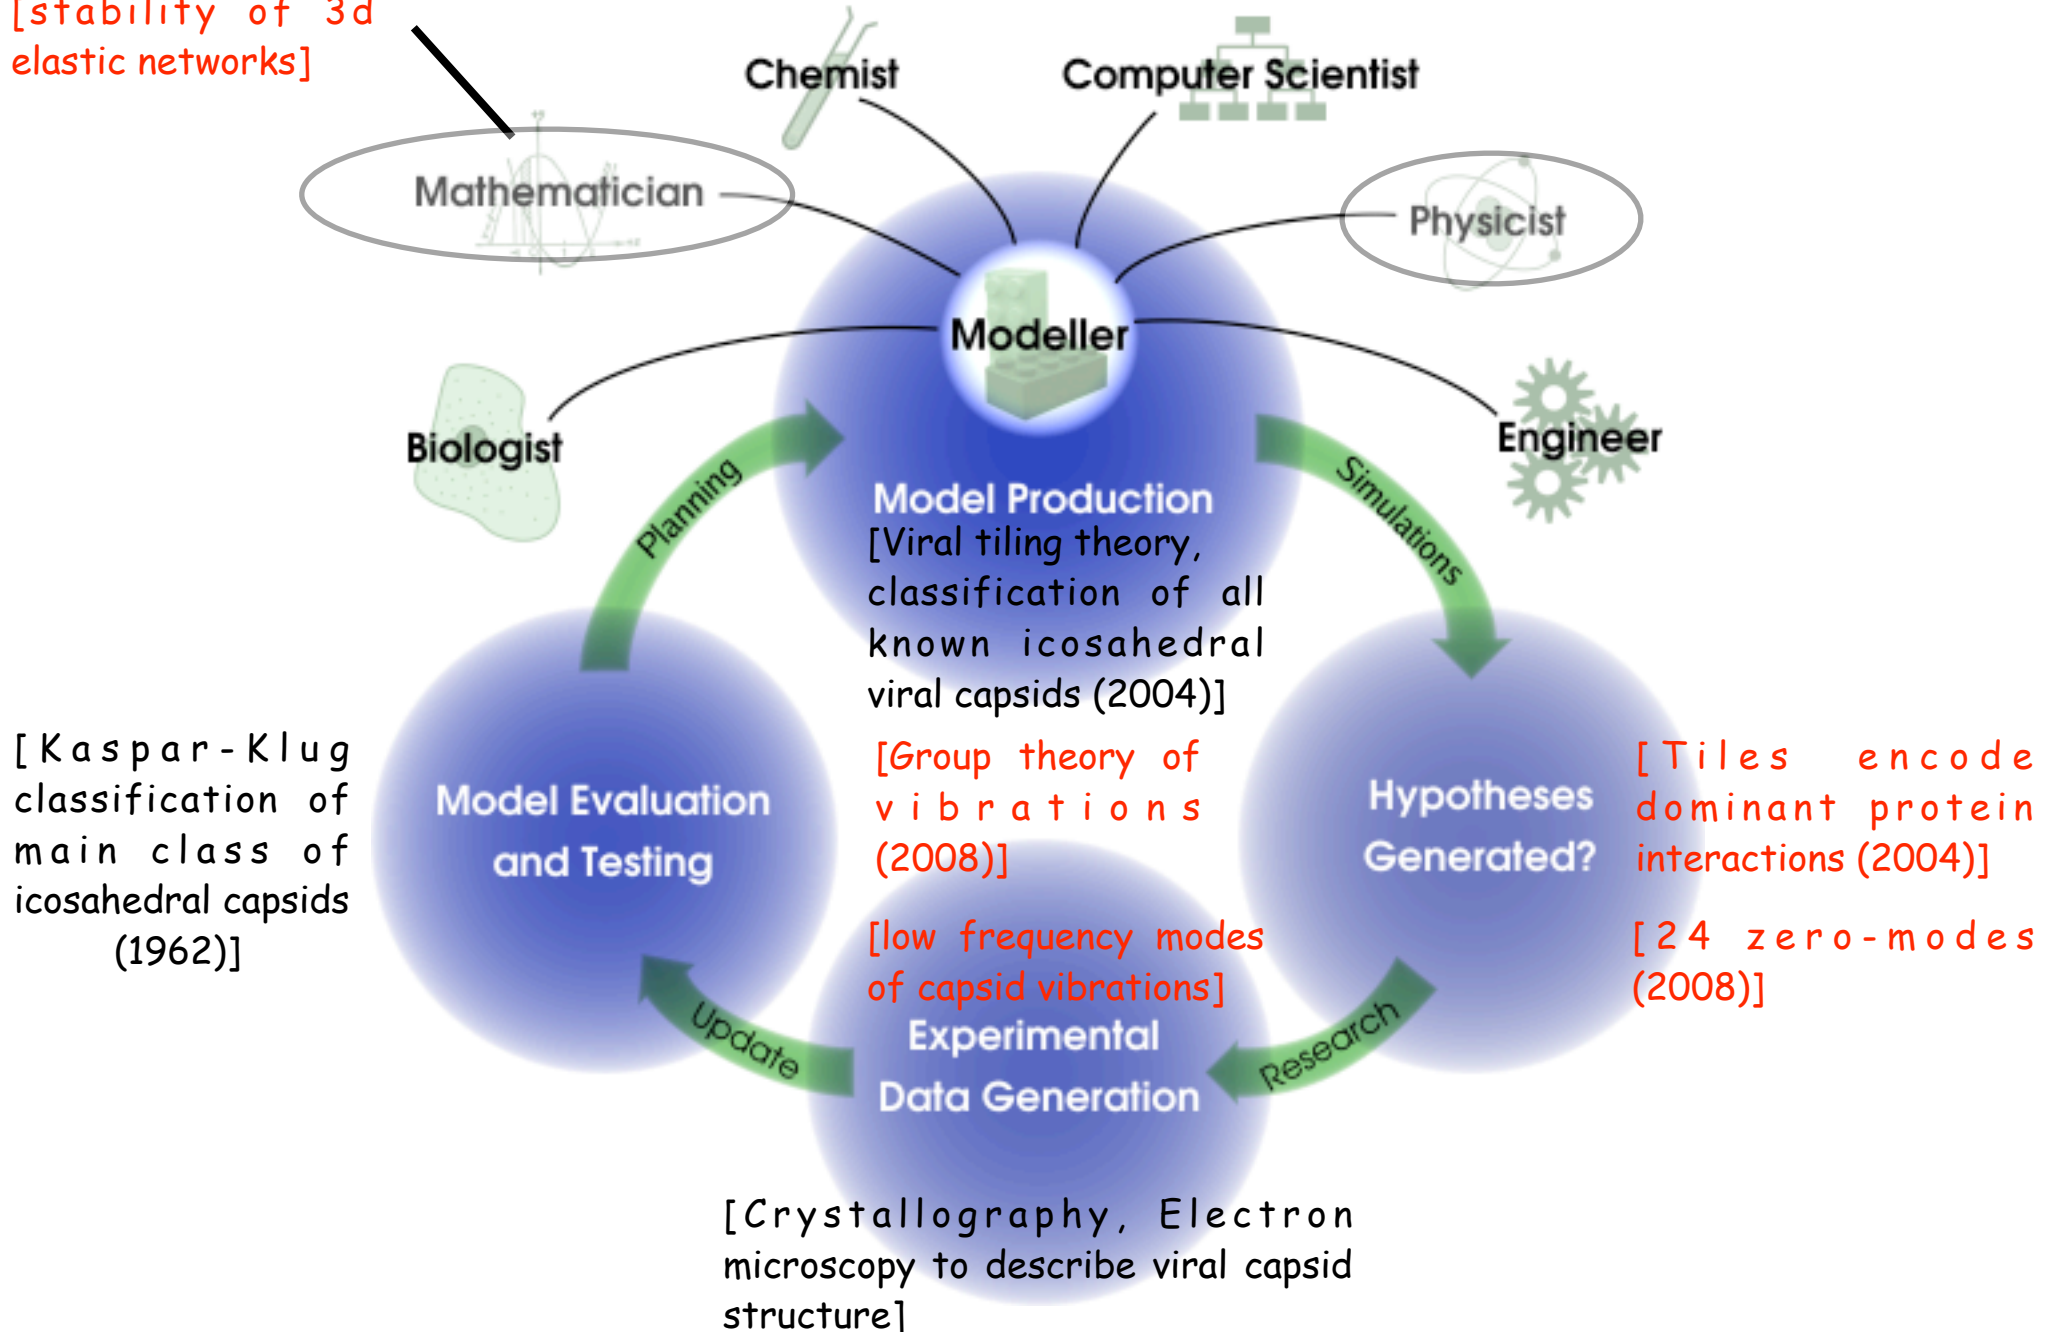 [stability of 3d
elastic networks]
Chemist
Computer Scientist
Mathematician
Physicist
Modeller
Biologist
Engineer
Planning
Simulations
Model Production
[Viral tiling theory,
classification of all
known icosahedral
viral capsids (2004)]
[Kaspar-Klug
classification of
main class of
icosahedral capsids
(1962)]
Model Evaluation
and Testing
[Group theory of
vibrations
(2008)]
Hypotheses
Generated?
[Tiles encode
dominant protein
interactions (2004)]
[low frequency modes
of capsid vibrations]
[24 zero-modes
(2008)]
Update
Research
Experimental
Data Generation
[Crystallography, Electron
microscopy to describe viral capsid
structure]